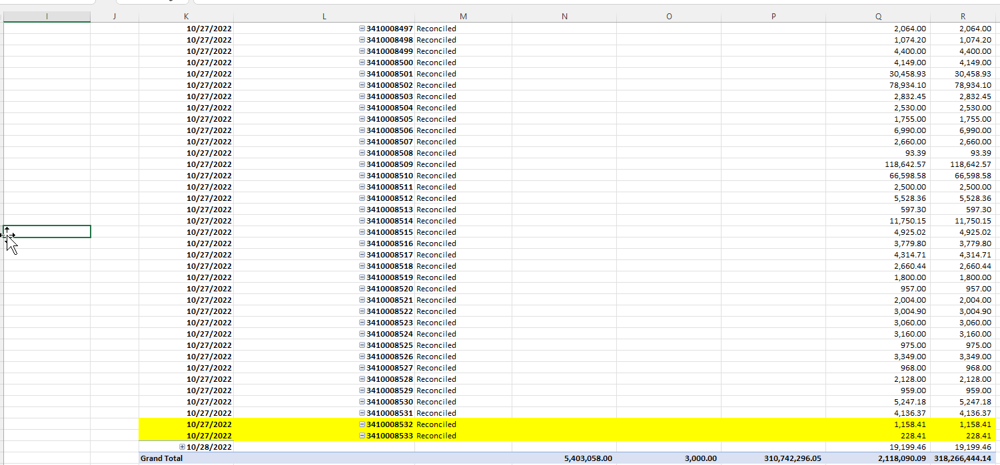 I J K L M N O P Q R
10/27/2022 3410008497 Reconciled 2,064.00 2,064.00
10/27/2022 3410008498 Reconciled 1,074.20 1,074.20
10/27/2022 3410008499 Reconciled 4,400.00 4,400.00
10/27/2022 3410008500 Reconciled 4,149.00 4,149.00
10/27/2022 3410008501 Reconciled 30,458.93 30,458.93
10/27/2022 3410008502 Reconciled 78,934.10 78,934.10
10/27/2022 3410008503 Reconciled 2,832.45 2,832.45
10/27/2022 3410008504 Reconciled 2,530.00 2,530.00
10/27/2022 3410008505 Reconciled 1,755.00 1,755.00
10/27/2022 3410008506 Reconciled 6,990.00 6,990.00
10/27/2022 3410008507 Reconciled 2,660.00 2,660.00
10/27/2022 3410008508 Reconciled 93.39 93.39
10/27/2022 3410008509 Reconciled 118,642.57 118,642.57
10/27/2022 3410008510 Reconciled 66,598.58 66,598.58
10/27/2022 3410008511 Reconciled 2,500.00 2,500.00
10/27/2022 3410008512 Reconciled 5,528.36 5,528.36
10/27/2022 3410008513 Reconciled 597.30 597.30
10/27/2022 3410008514 Reconciled 11,750.15 11,750.15
10/27/2022 3410008515 Reconciled 4,925.02 4,925.02
10/27/2022 3410008516 Reconciled 3,779.80 3,779.80
10/27/2022 3410008517 Reconciled 4,314.71 4,314.71
10/27/2022 3410008518 Reconciled 2,660.44 2,660.44
10/27/2022 3410008519 Reconciled 1,800.00 1,800.00
10/27/2022 3410008520 Reconciled 957.00 957.00
10/27/2022 3410008521 Reconciled 2,004.00 2,004.00
10/27/2022 3410008522 Reconciled 3,004.90 3,004.90
10/27/2022 3410008523 Reconciled 3,060.00 3,060.00
10/27/2022 3410008524 Reconciled 3,160.00 3,160.00
10/27/2022 3410008525 Reconciled 975.00 975.00
10/27/2022 3410008526 Reconciled 3,349.00 3,349.00
10/27/2022 3410008527 Reconciled 968.00 968.00
10/27/2022 3410008528 Reconciled 2,128.00 2,128.00
10/27/2022 3410008529 Reconciled 959.00 959.00
10/27/2022 3410008530 Reconciled 5,247.18 5,247.18
10/27/2022 3410008531 Reconciled 4,136.37 4,136.37
10/27/2022 3410008532 Reconciled 1,158.41 1,158.41
10/27/2022 3410008533 Reconciled 228.41 228.41
10/28/2022 19,199.46 19,199.46
Grand Total 5,403,058.00 3,000.00 310,742,296.05 2,118,090.09 318,266,444.14